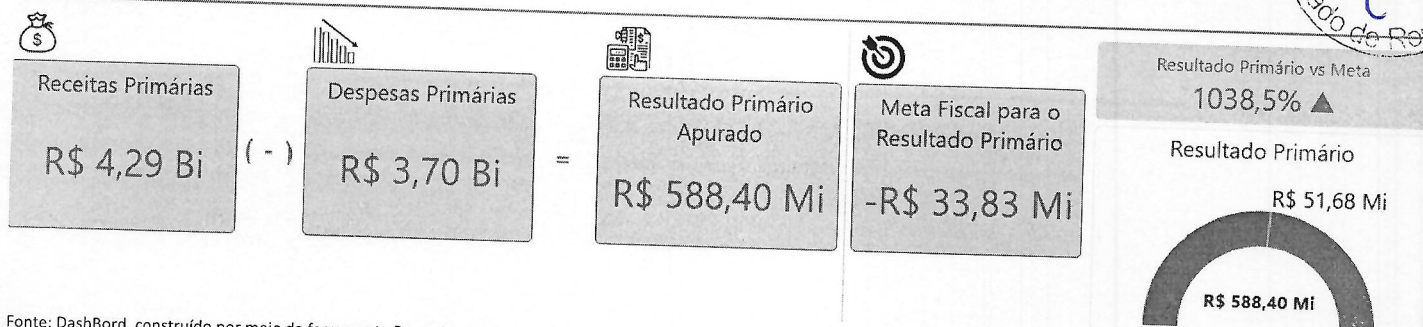 Receitas Primárias
R$ 4,29 Bi
( - )
Despesas Primárias
R$ 3,70 Bi
=
Resultado Primário
Apurado
R$ 588,40 Mi
Meta Fiscal para o
Resultado Primário
-R$ 33,83 Mi
Resultado Primário vs Meta
1038,5% ▲
Resultado Primário
R$ 51,68 Mi
R$ 588,40 Mi
Fonte: DashBord, construído por meio da